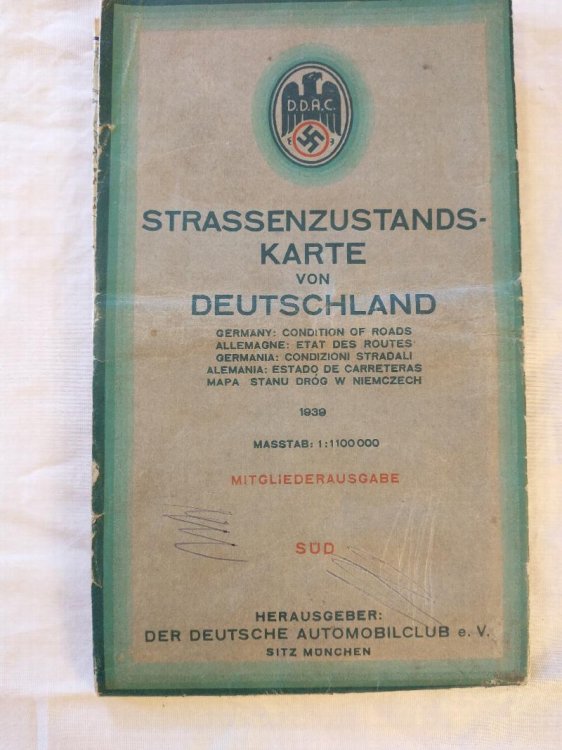 D.D.A.C.
STRASSENZUSTANDS-
KARTE
VON
DEUTSCHLAND
GERMANY: CONDITION OF ROADS
ALLEMAGNE: ETAT DES ROUTES
GERMANIA: CONDIZIONI STRADALI
ALEMANIA: ESTADO DE CARRETERAS
MAPA STANU DRÓG W NIEMCZECH
1939
MASSTAB: 1:1100000
MITGLIEDERAUSGABE
SÜD
HERAUSGEBER:
DER DEUTSCHE AUTOMOBILCLUB e. V.
SITZ MÜNCHEN